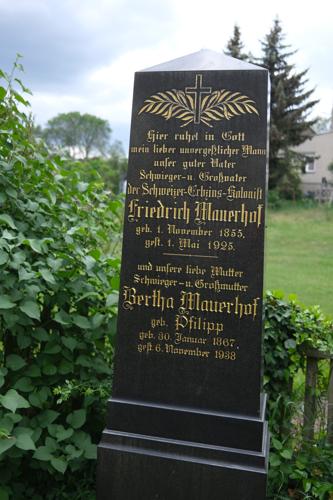 Hier ruhet in Gott
mein lieber unvergeßlicher Mann
unser guter Vater
Schwieger- u. Großvater
der Schweizer-Erbzins-Kolonist
Friedrich Mauerhof
geb. 1. November 1855.
gest. 1. Mai 1925.
und unsere liebe Mutter
Schwieger-u. Großmutter
Bertha Mauerhof
geb. Pfilipp
geb. 30. Januar 1867.
gest. 6. November 1938